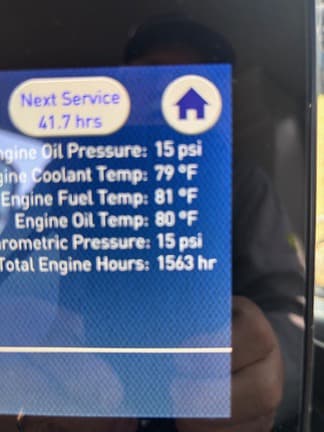 Next Service
41.7 hrs
ngine Oil Pressure: 15 psi
gine Coolant Temp: 79 °F
Engine Fuel Temp: 81 °F
Engine Oil Temp: 80 °F
rometric Pressure: 15 psi
Total Engine Hours: 1563 hr